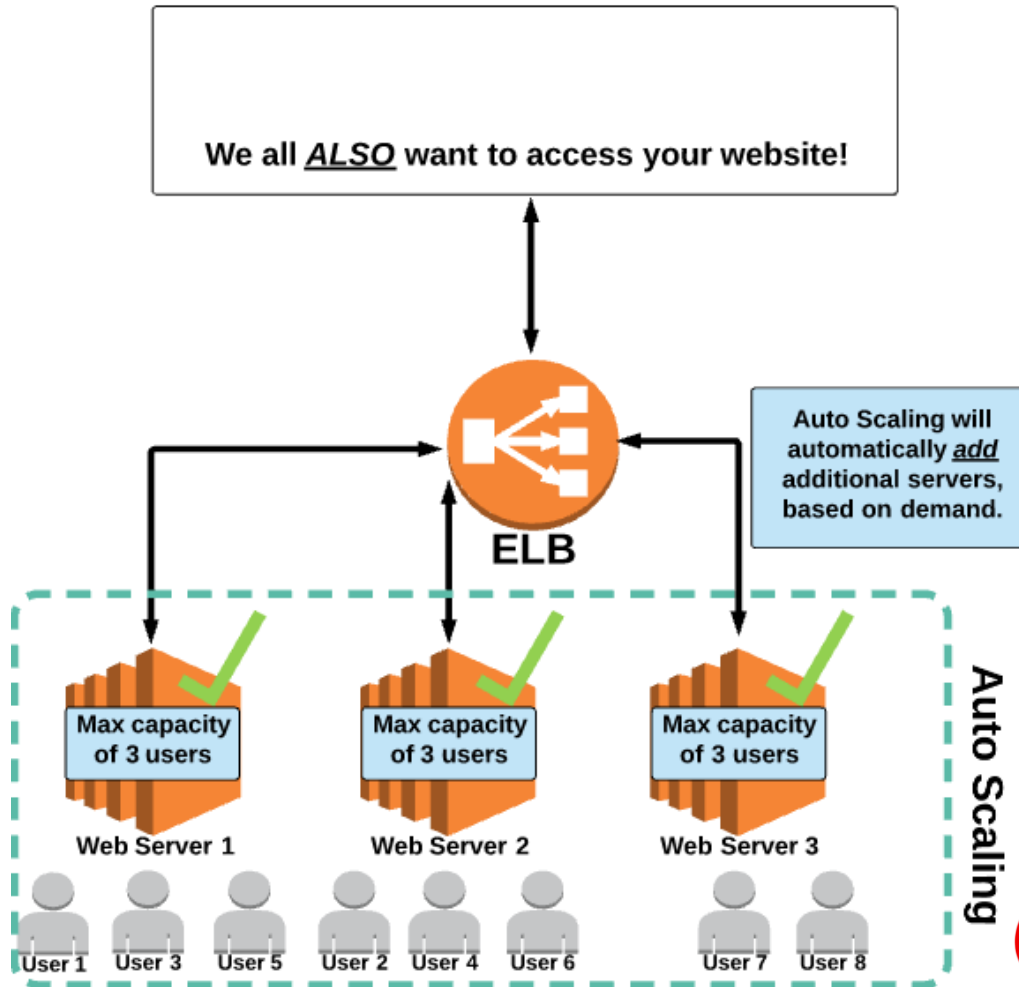 We all ALSO want to access your website!
Auto Scaling will
automatically add
additional servers,
based on demand.
ELB
Max capacity
of 3 users
Max capacity
of 3 users
Max capacity
of 3 users
Web Server 1
Web Server 2
Web Server 3
Auto Scaling
User 1
User 3
User 5
User 2
User 4
User 6
User 7
User 8